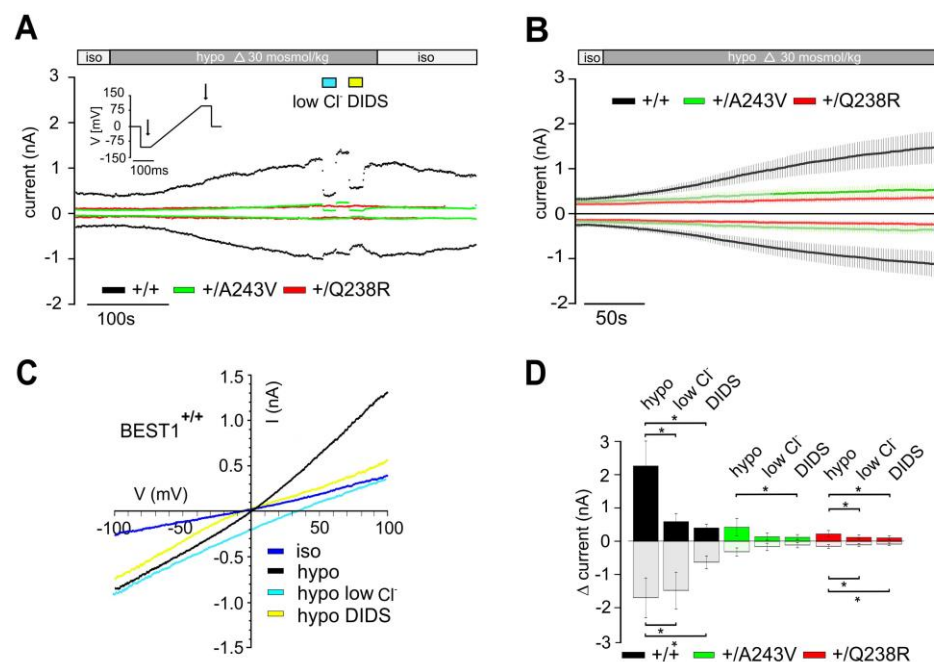 A
iso
hypo △ 30 mosmol/kg
iso
3
2
1
0
-1
-2
current (nA)
150
75
0
-75
-150
V [mV]
100ms
low Cl⁻ DIDS
+/+ +/A243V +/Q238R
100s
B
iso
hypo △ 30 mosmol/kg
3
2
1
0
-1
-2
current (nA)
+/+ +/A243V +/Q238R
50s
C
BEST1+/+
I (nA)
1.5
1.0
0.5
-0.5
-1.0
-1.5
V (mV)
-100 -50 50 100
iso
hypo
hypo low Cl⁻
hypo DIDS
D
hypo
low Cl⁻
DIDS
*
*
hypo
low Cl⁻
DIDS
*
hypo
low Cl⁻
DIDS
*
*
3
2
1
0
-1
-2
-3
Δ current (nA)
*
*
*
*
+/+ +/A243V +/Q238R